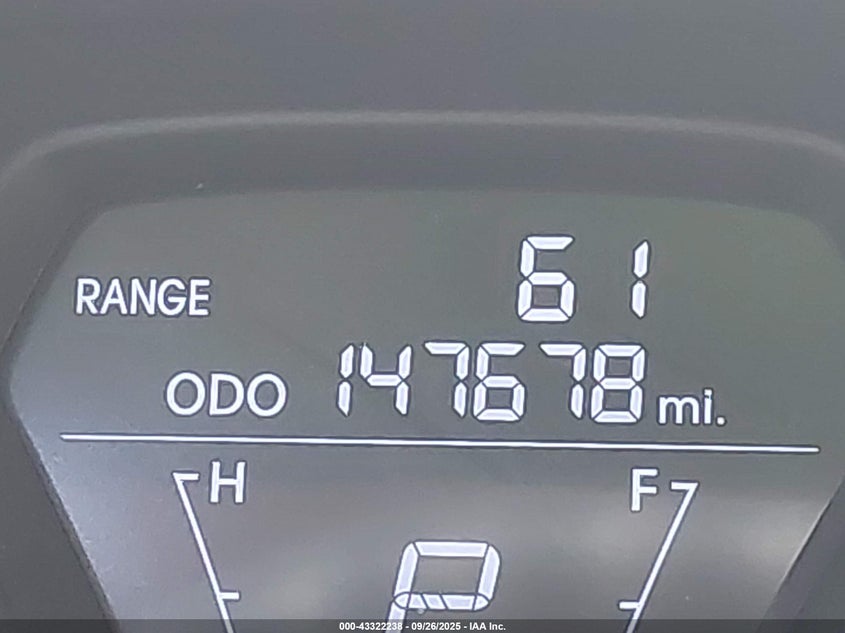 RANGE 61
ODO 147678 mi.
H F
P
000-43322238 - 09/26/2025 - IAA Inc.